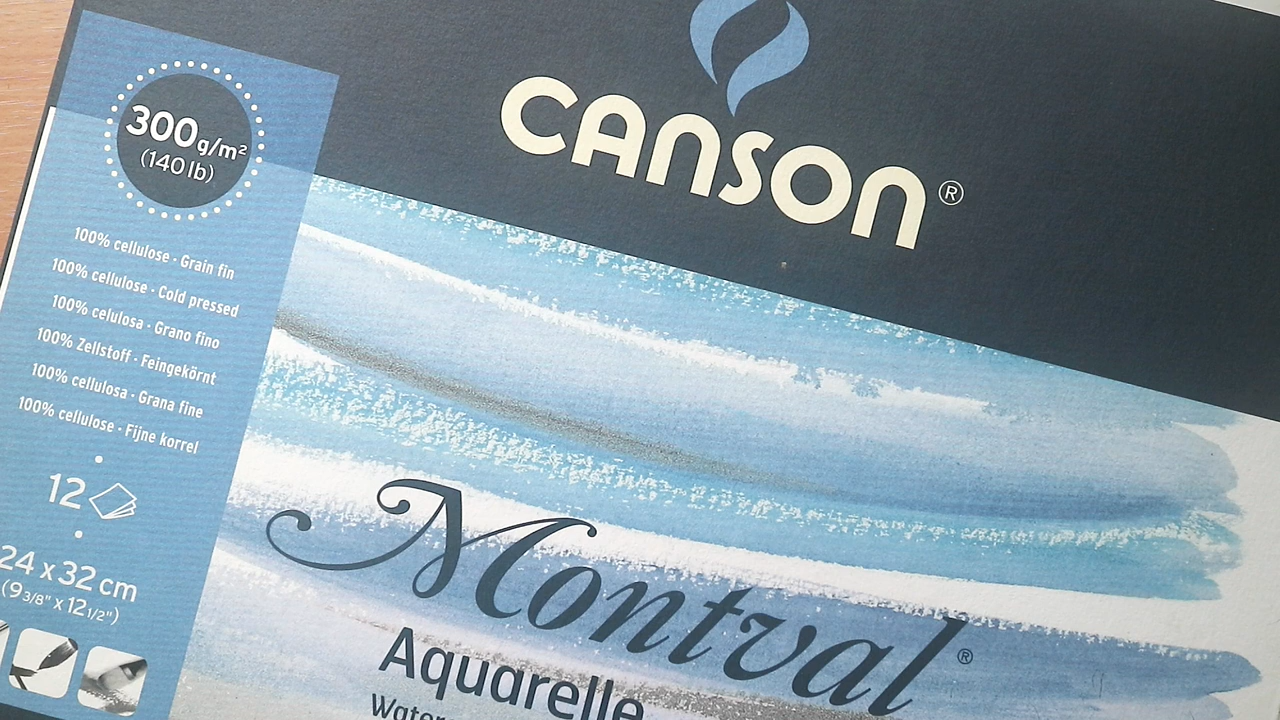 CANSON®
300g/m²
(140 lb)
100% cellulose · Grain fin
100% cellulose · Cold pressed
100% celulosa · Grano fino
100% Zellstoff · Feingekörnt
100% cellulosa · Grana fine
100% cellulose · Fijne korrel
12
24 x 32 cm
(9 3/8" x 12 1/2")
Montval®
Aquarelle